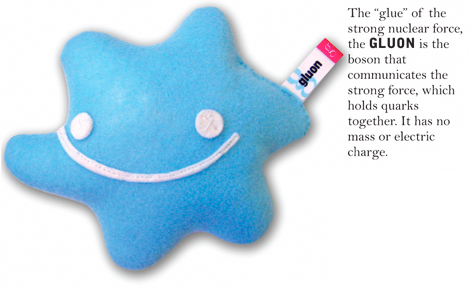 The “glue” of the
strong nuclear force,
the GLUON is the
boson that
communicates the
strong force, which
holds quarks
together. It has no
mass or electric
charge.
gluon